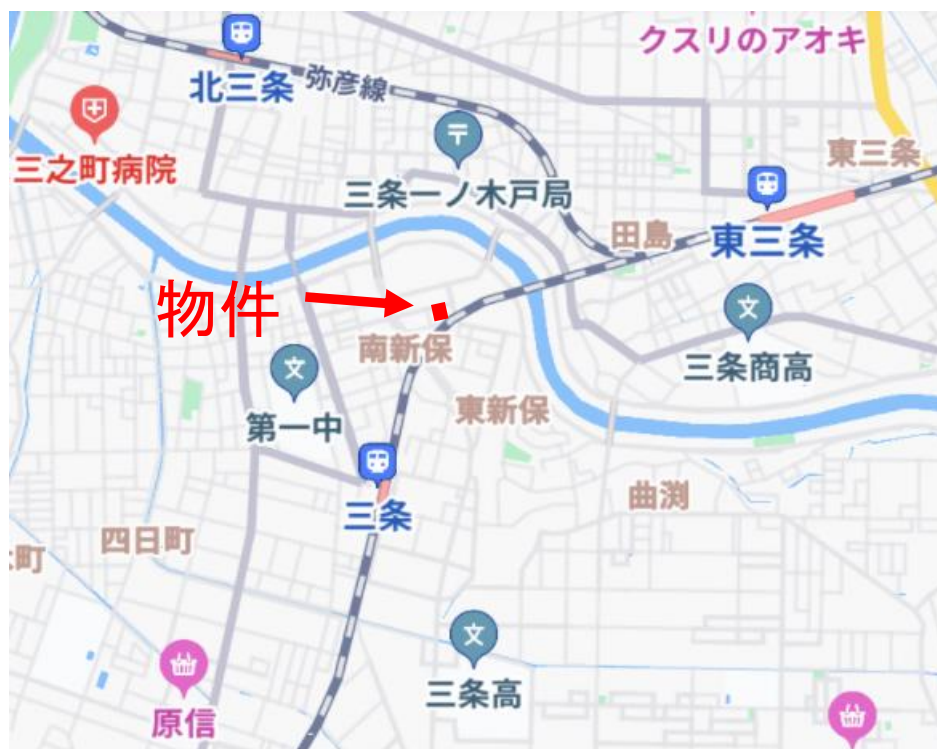 クスリのアオキ
北三条
弥彦線
三之町病院
三条一ノ木戸局
東三条
田島
東三条
物件
南新保
三条商高
第一中
東新保
三条
曲渕
四日町
町
三条高
原信